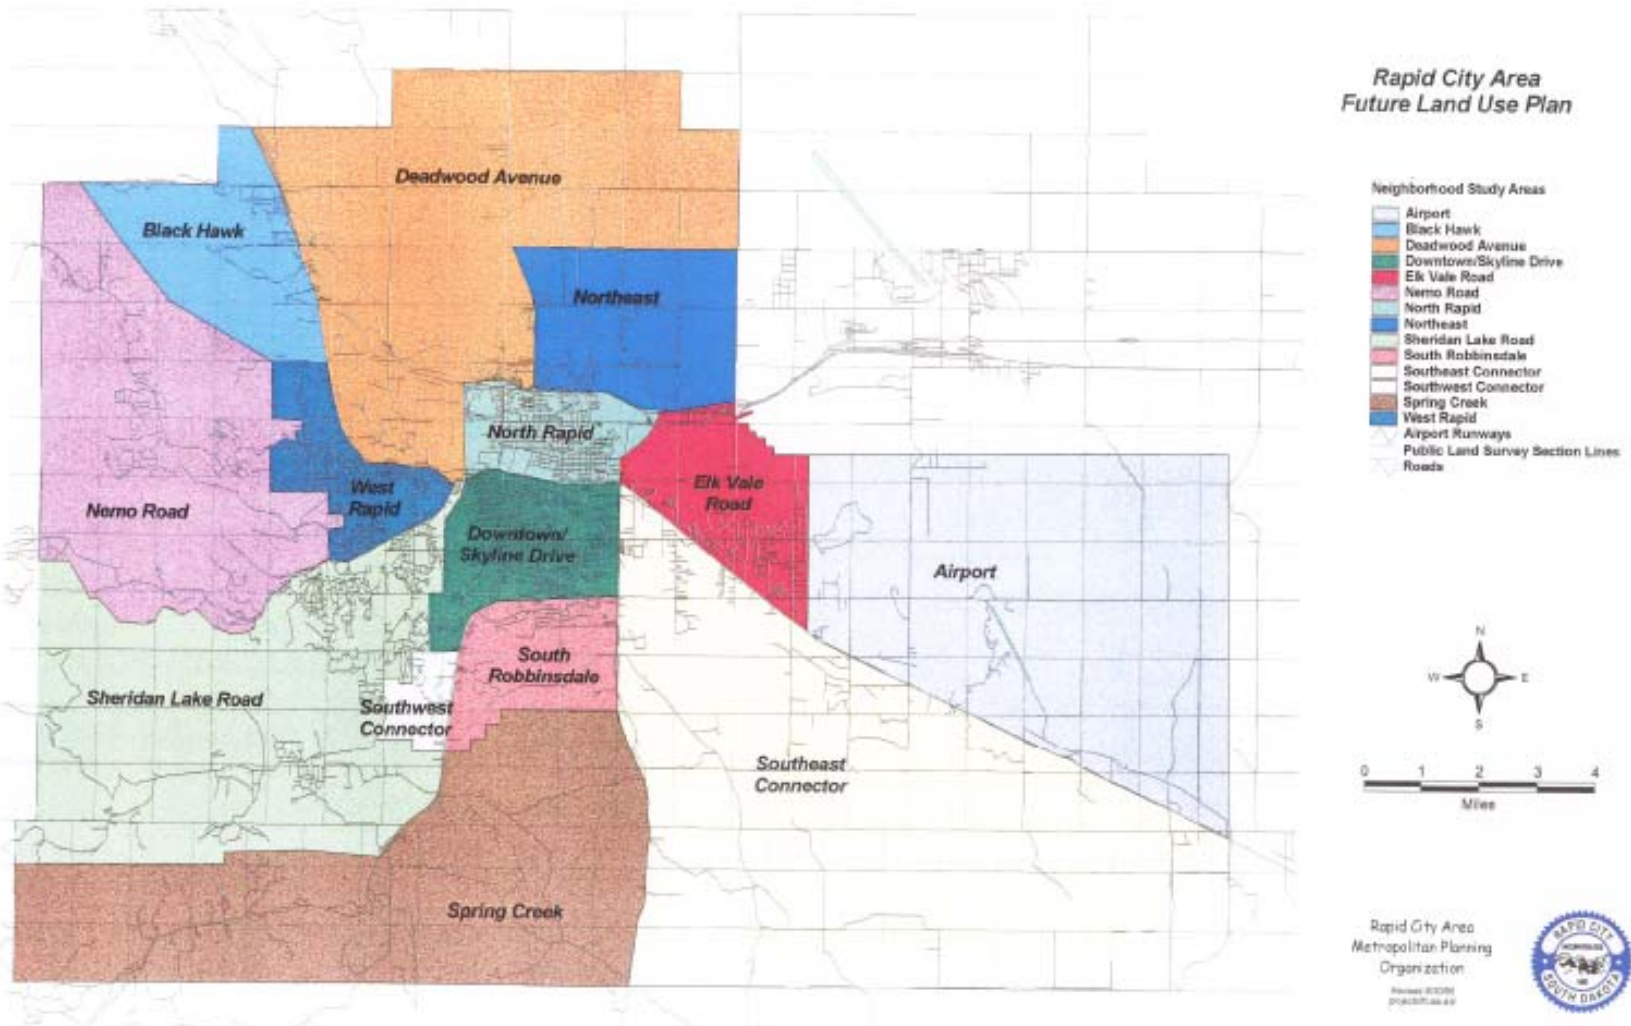 Rapid City Area
Future Land Use Plan
Neighborhood Study Areas
Airport
Black Hawk
Deadwood Avenue
Downtown/Skyline Drive
Elk Vale Road
Nemo Road
North Rapid
Northeast
Sheridan Lake Road
South Robbinsdale
Southeast Connector
Southwest Connector
Spring Creek
West Rapid
Airport Runways
Public Land Survey Section Lines
Roads
Deadwood Avenue
Black Hawk
Northeast
North Rapid
West
Rapid
Elk Vale
Road
Nemo Road
Downtown/
Skyline Drive
Airport
South
Robbinsdale
Sheridan Lake Road
Southwest
Connector
Southeast
Connector
Spring Creek
N
W E
S
0 1 2 3 4
Miles
Rapid City Area
Metropolitan Planning
Organization
RAPID CITY
SOUTH DAKOTA